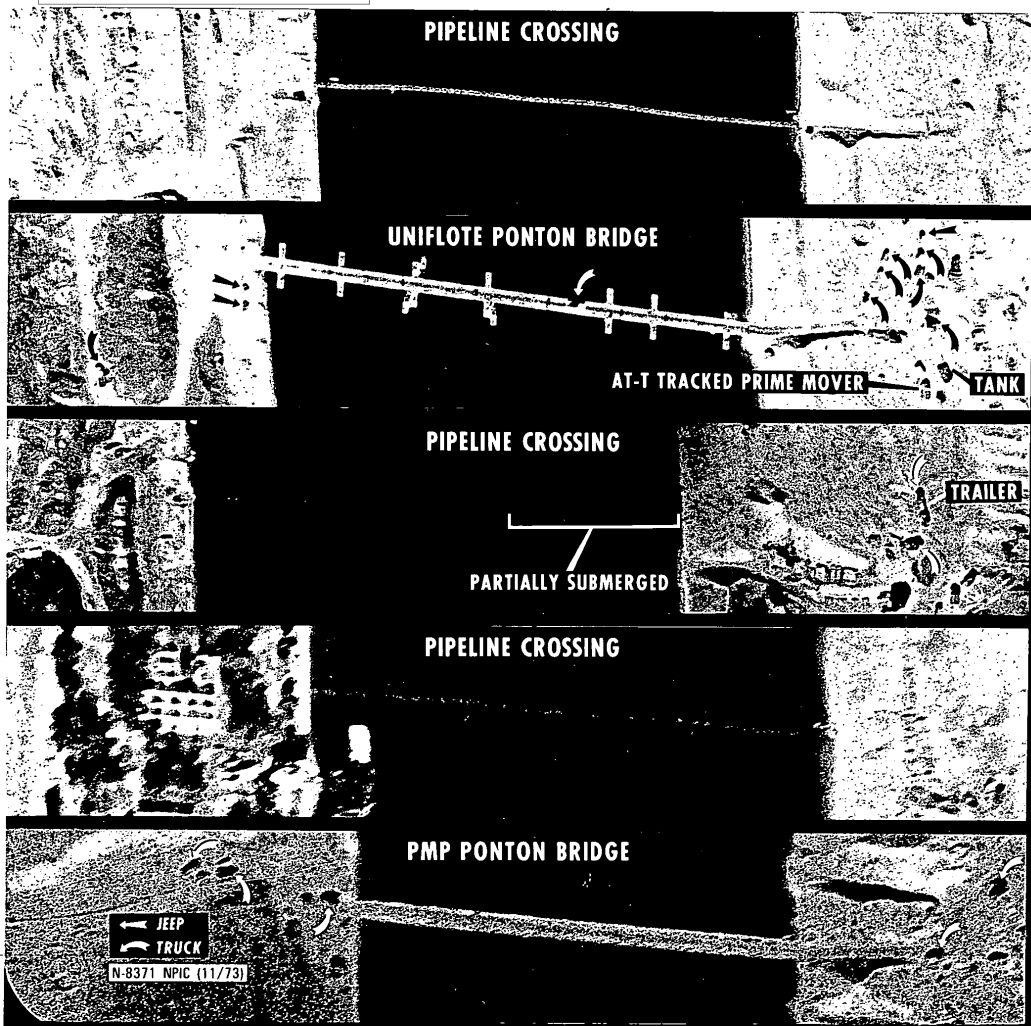 PIPELINE CROSSING
UNIFLOTE PONTON BRIDGE
AT-T TRACKED PRIME MOVER
TANK
PIPELINE CROSSING
TRAILER
PARTIALLY SUBMERGED
PIPELINE CROSSING
PMP PONTON BRIDGE
JEEP
TRUCK
N-8371 NPIC (11/73)